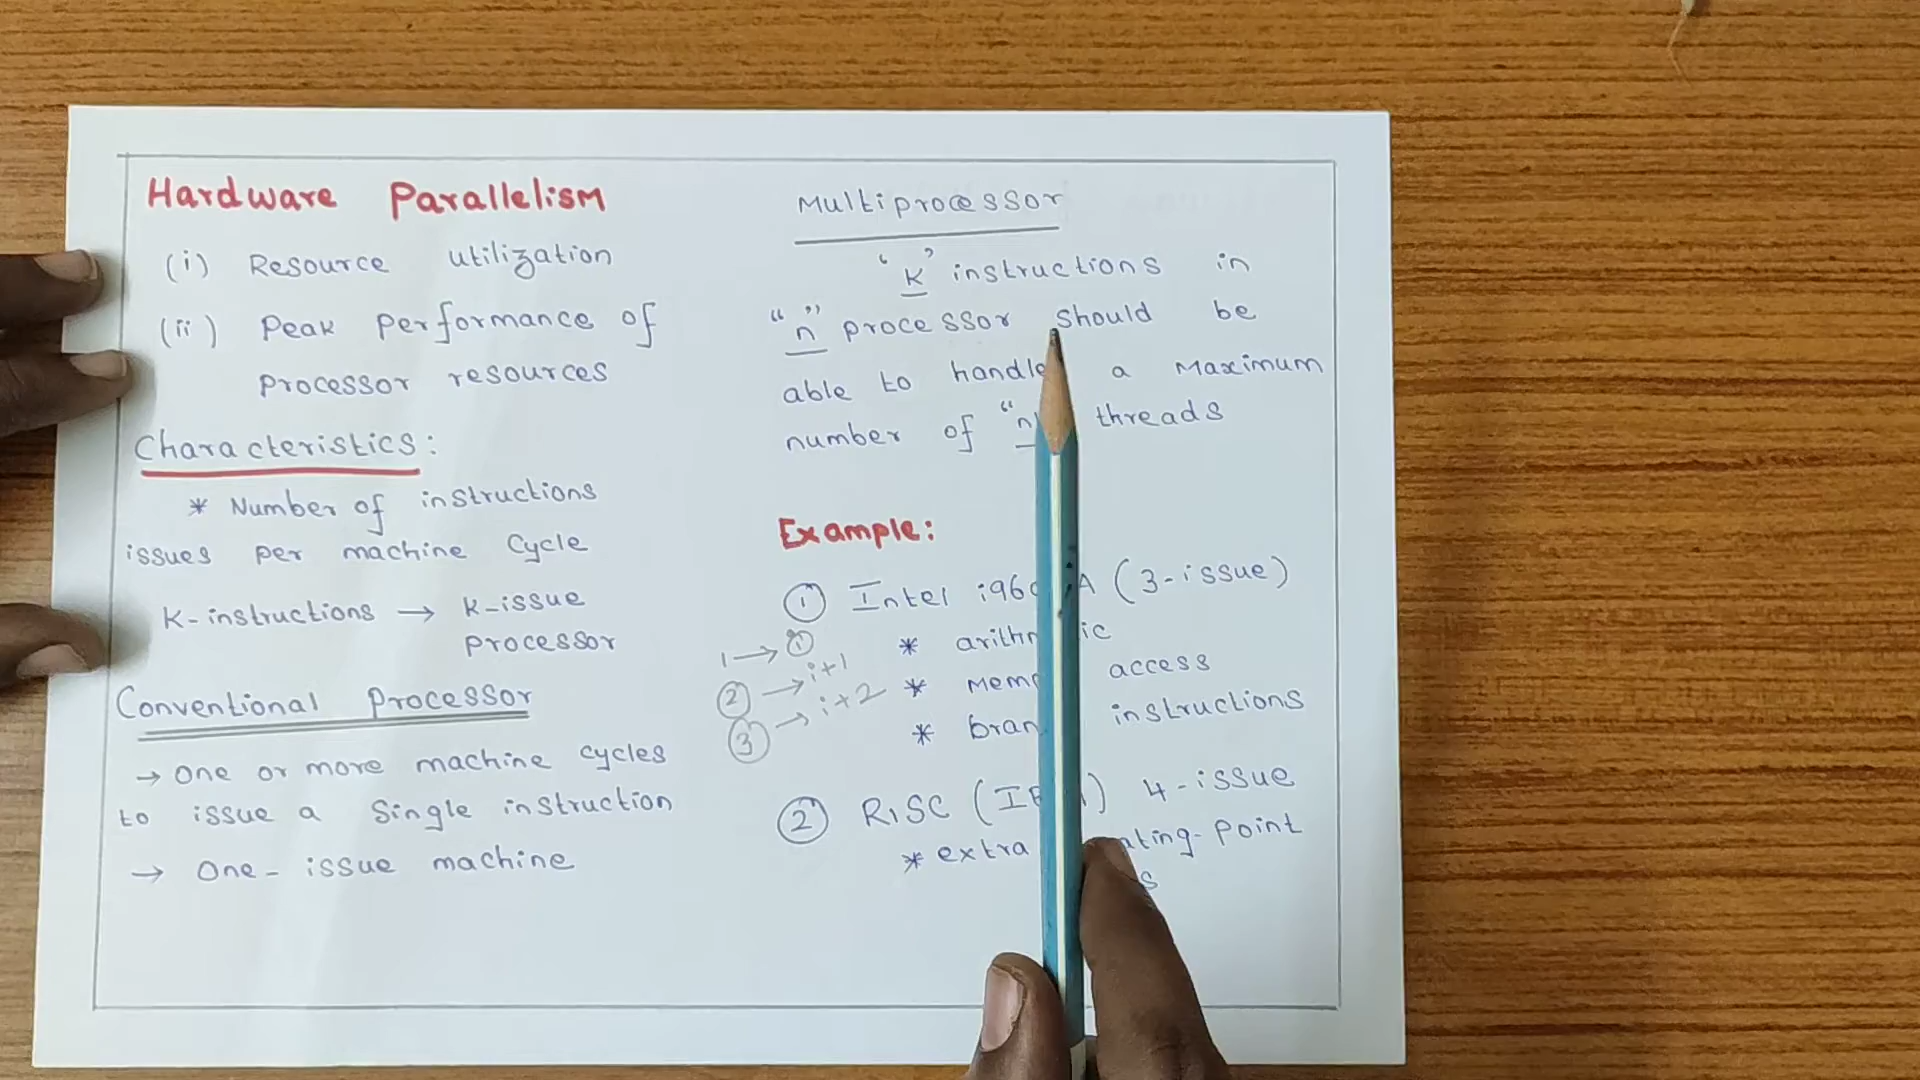 Hardware Parallelism
(i) Resource utilization
(ii) Peak performance of
processor resources
Characteristics:
* Number of instructions
issues per machine cycle
K-instructions → K-issue
processor
Conventional Processor
→ One or more machine cycles
to issue a single instruction
→ One-issue machine
Multiprocessor
'K' instructions in
"n" processor should be
able to handle a Maximum
number of threads
Example:
① Intel (3-issue)
* 
* access
* instructions
1 → ①
② → i+1
③ → i+2
② RISC 4-issue
* extra point